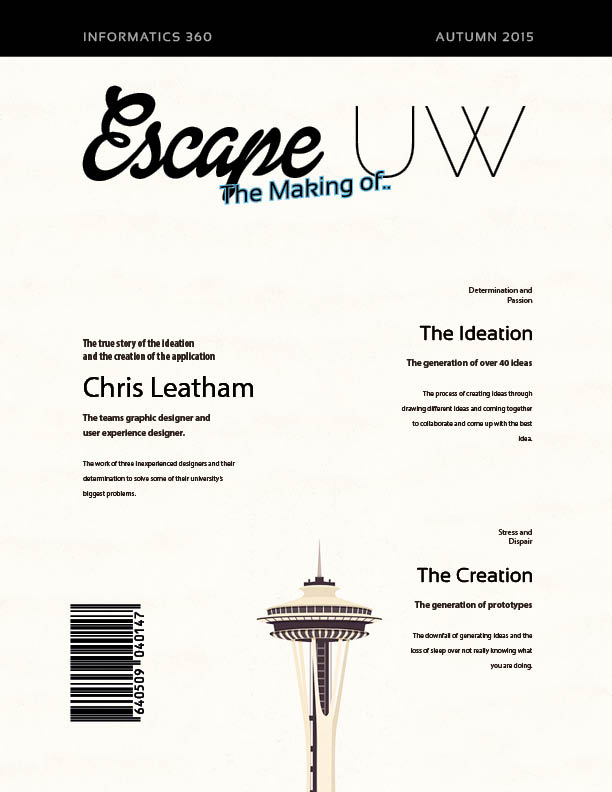 INFORMATICS 360
AUTUMN 2015
Escape UW
The Making of..
Determination and
Passion
The Ideation
The generation of over 40 ideas
The process of creating ideas through
drawing different ideas and coming together
to collaborate and come up with the best
idea.
The true story of the ideation
and the creation of the application
Chris Leatham
The teams graphic designer and
user experience designer.
The work of three inexperienced designers and their
determination to solve some of their university's
biggest problems.
Stress and
Dispair
The Creation
The generation of prototypes
The downfall of generating ideas and the
loss of sleep over not really knowing what
you are doing.
640509 040147